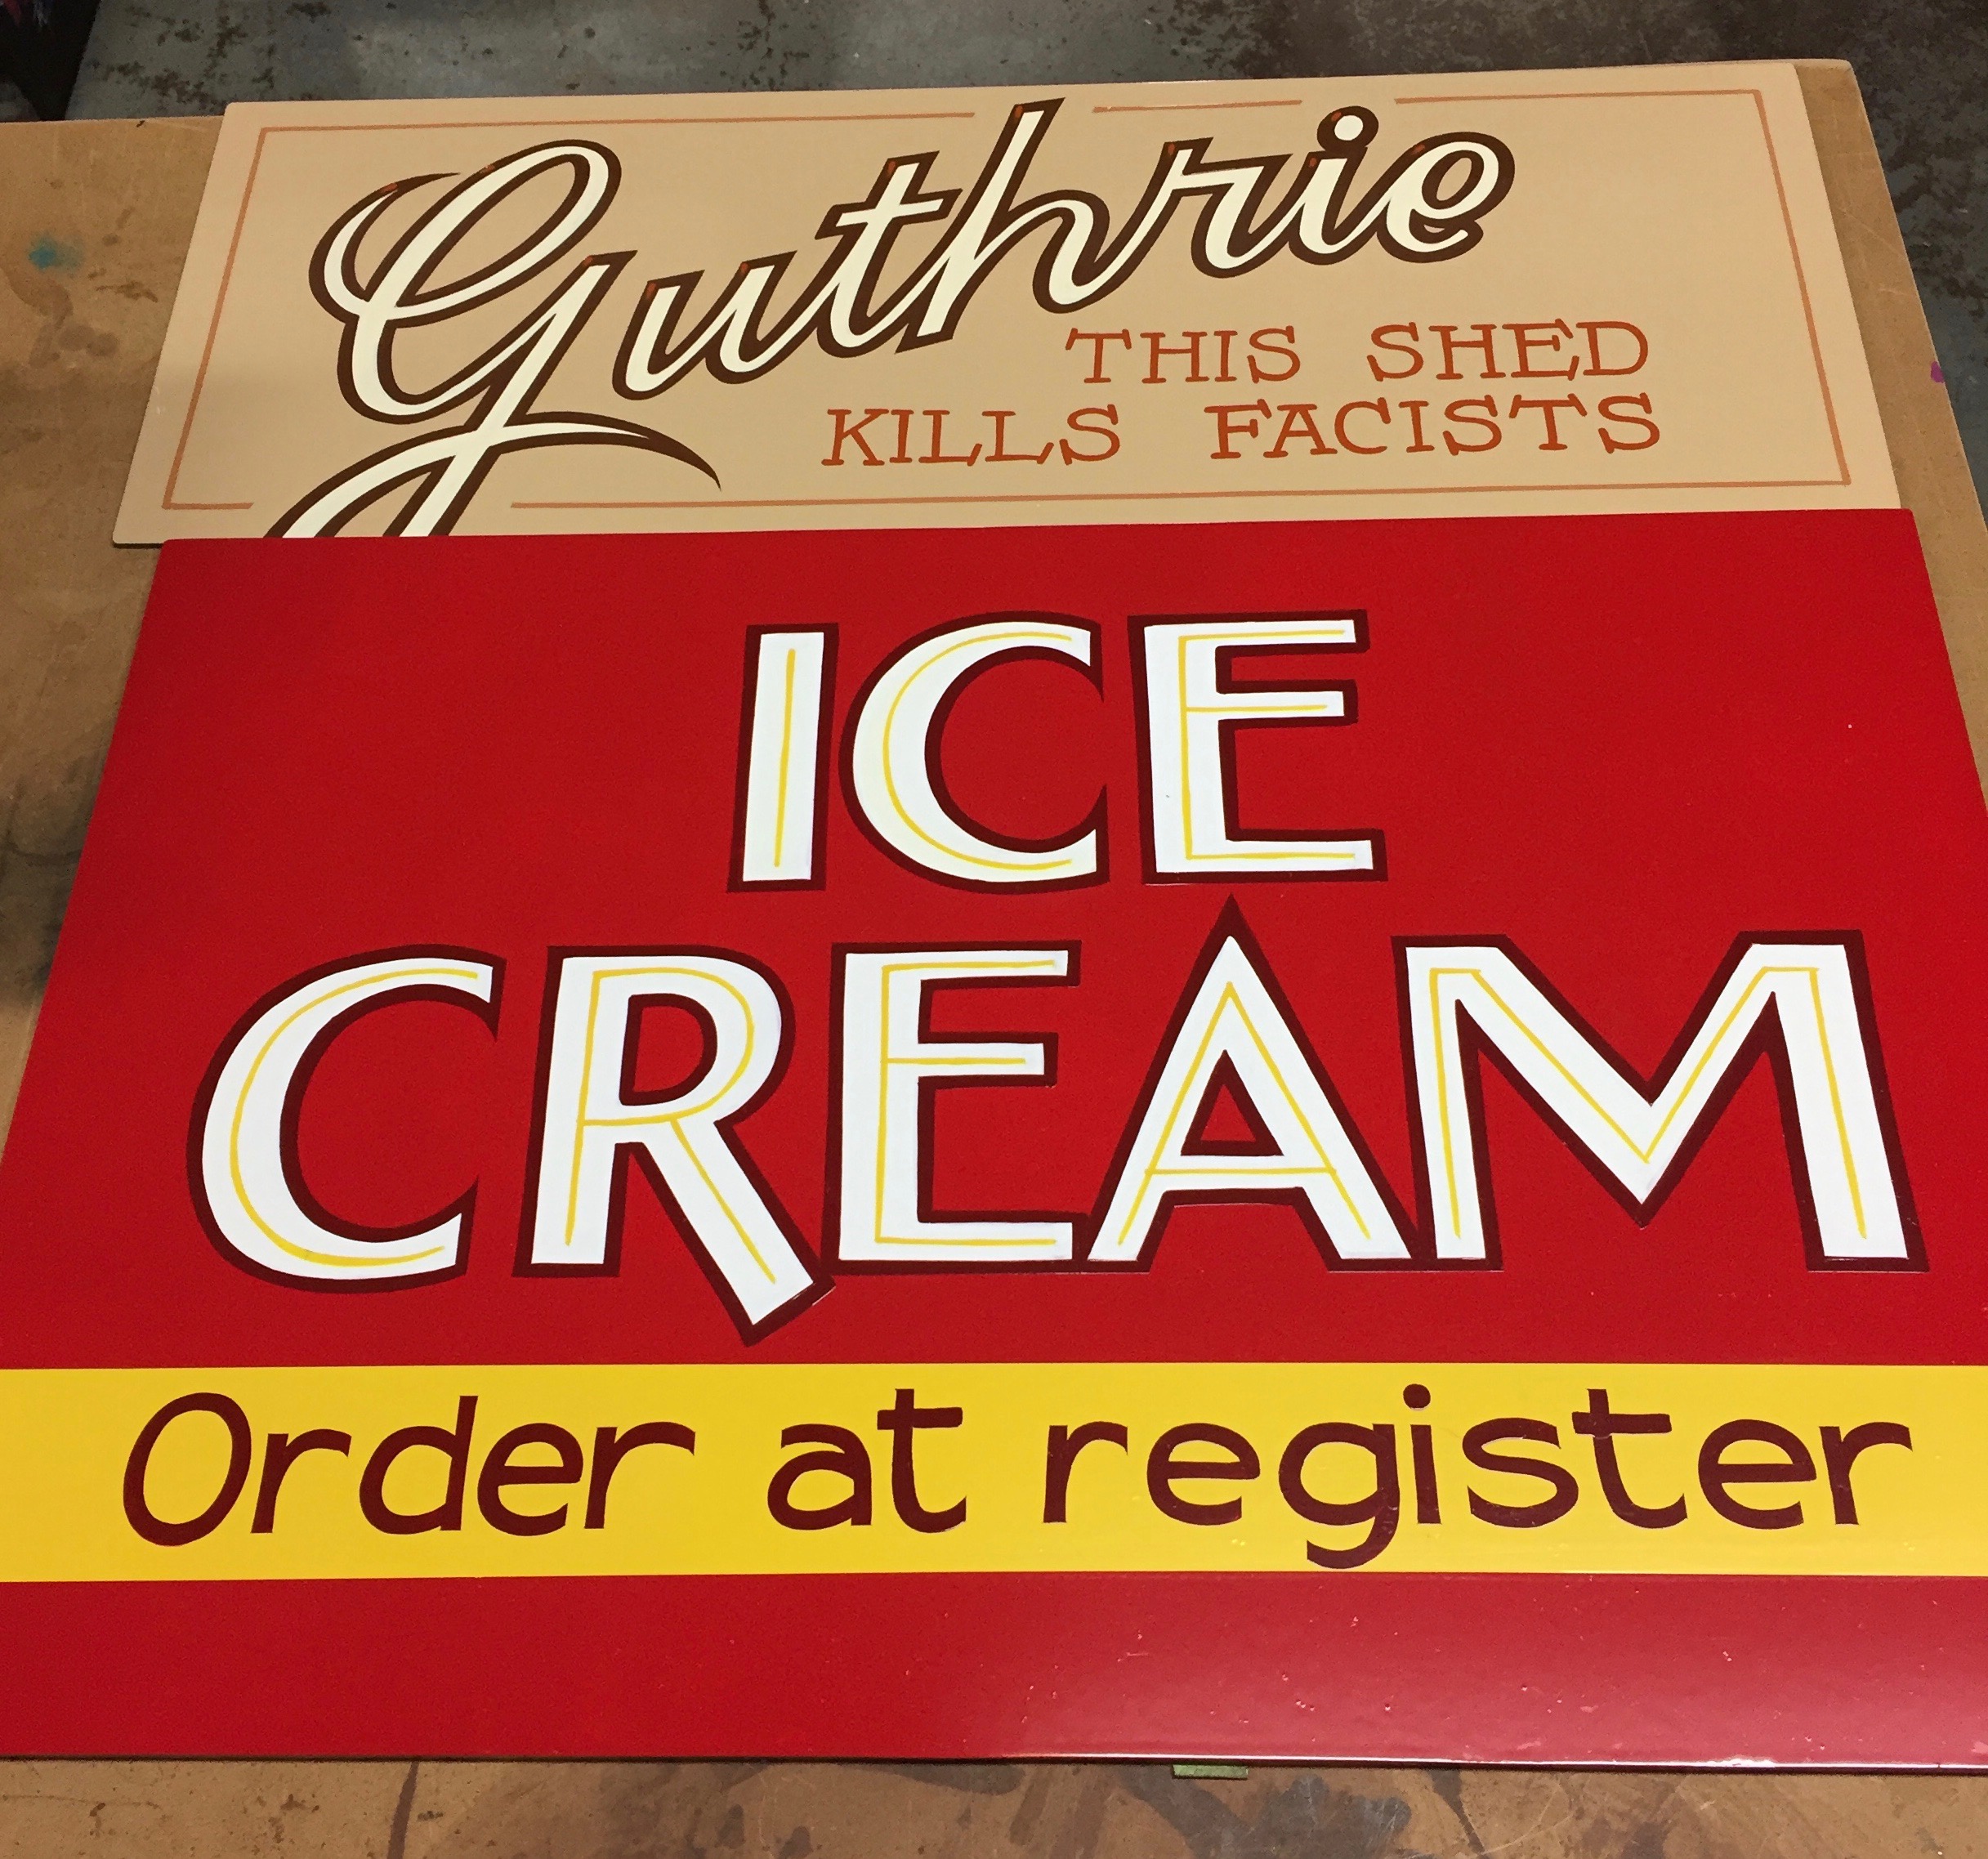 Guthrie
THIS SHED
KILLS FACISTS
ICE
CREAM
Order at register